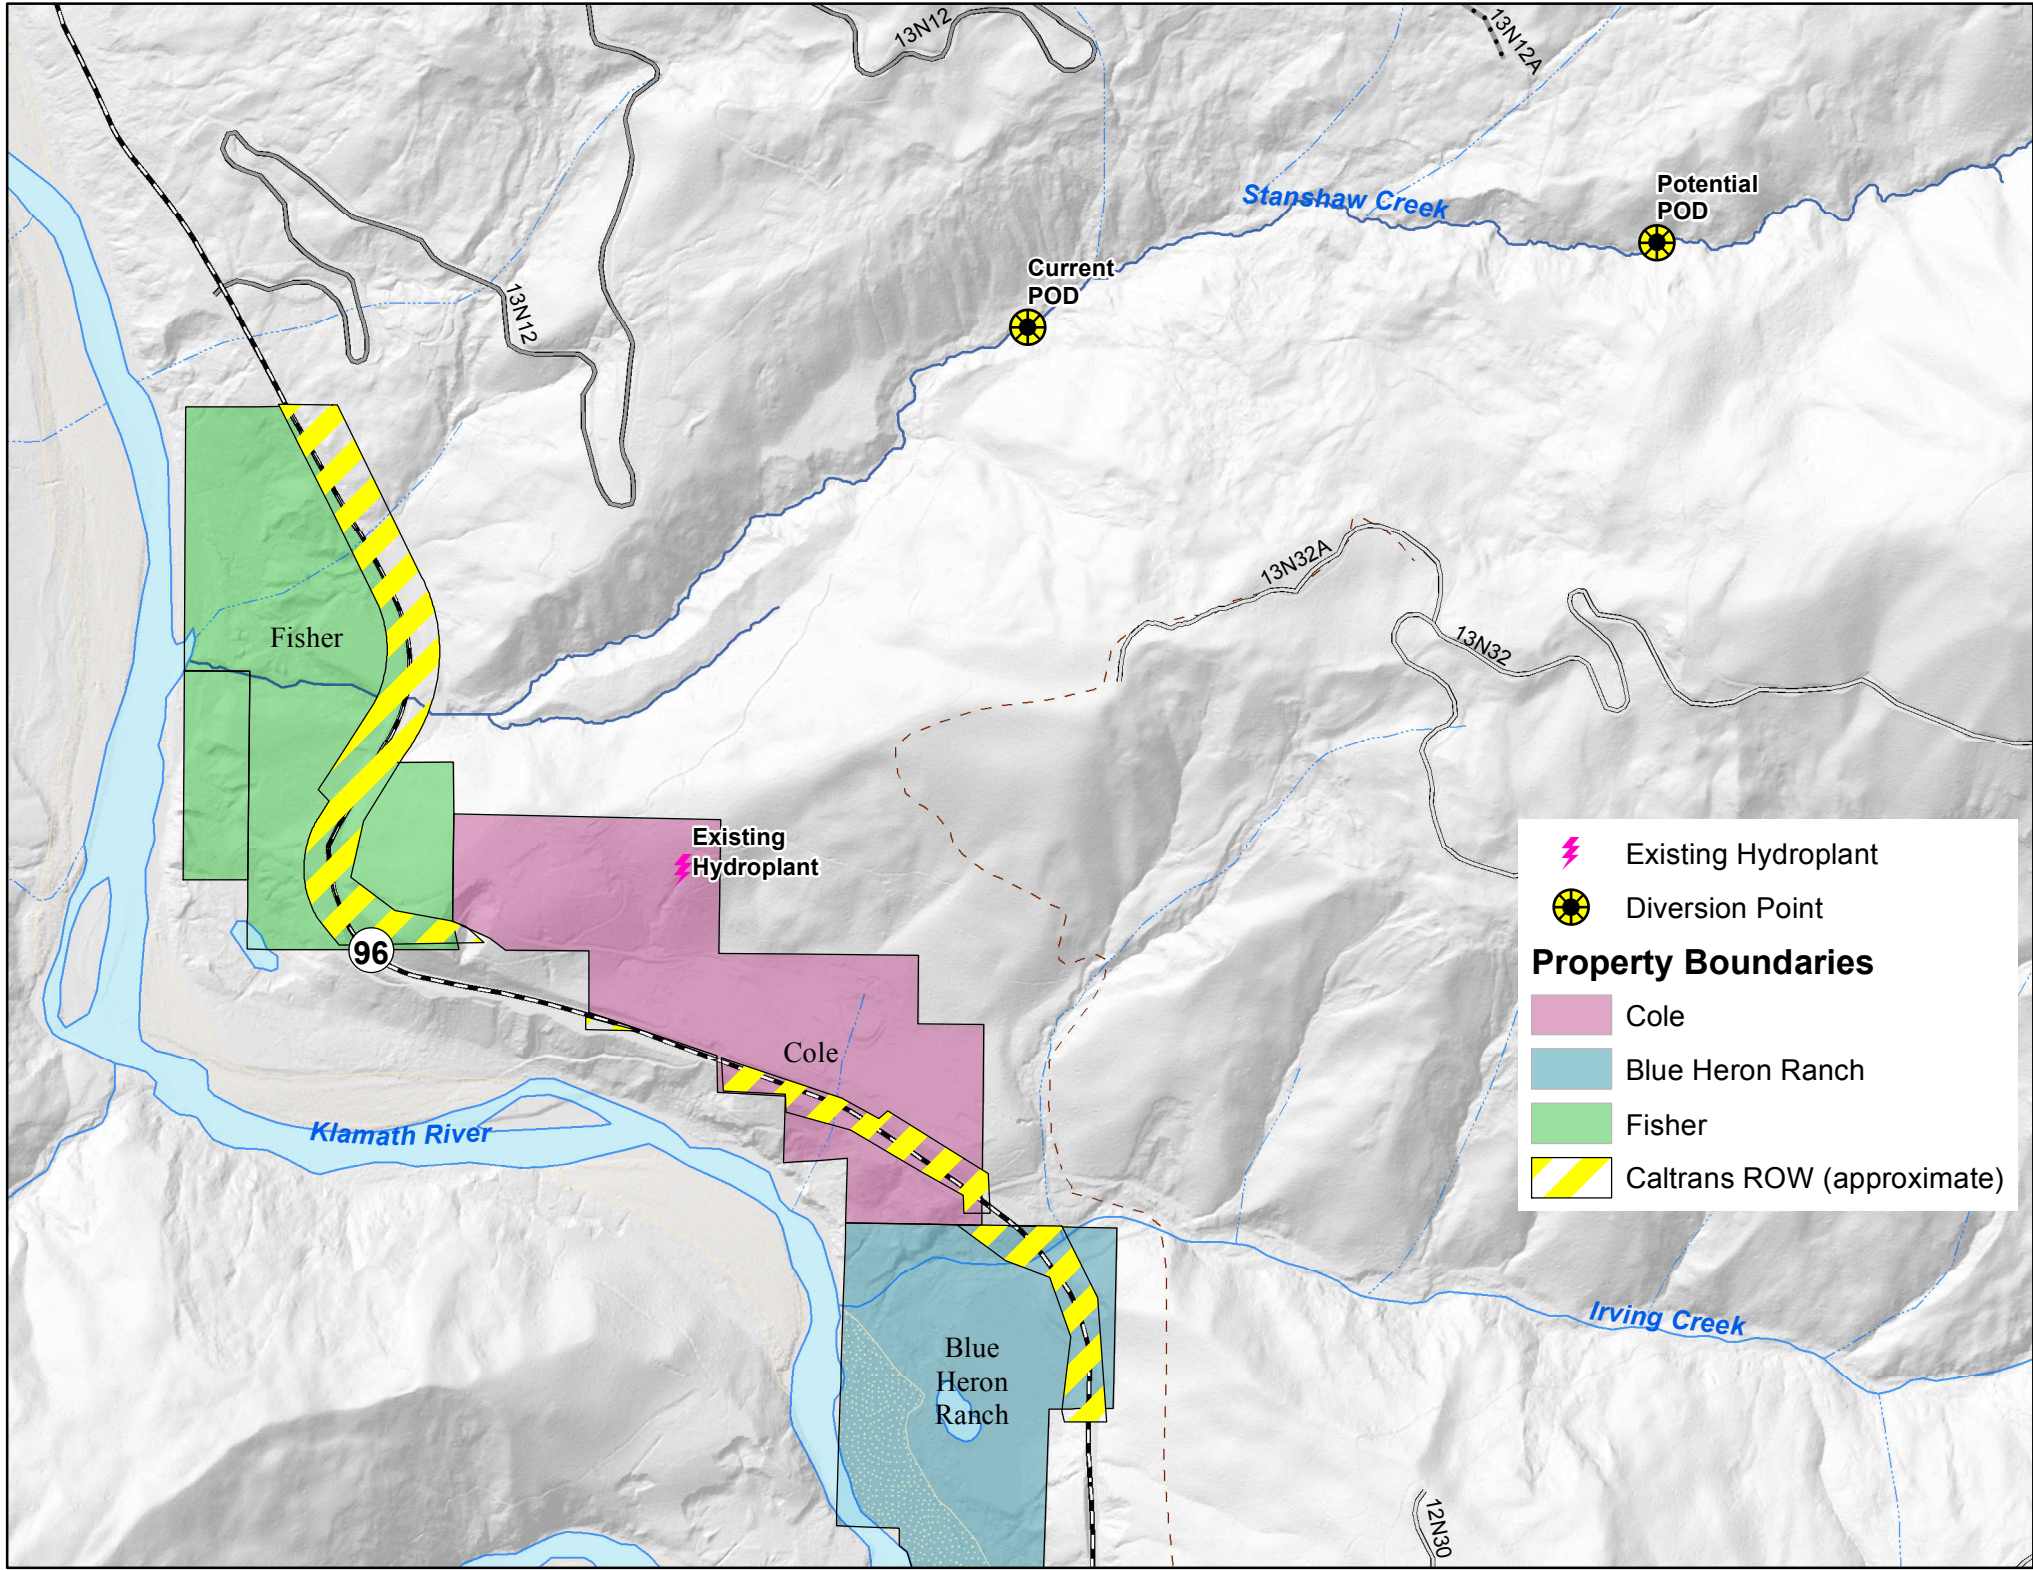 13N12
13N12A
Stanshaw Creek
Potential
POD
Current
POD
13N12
13N32A
Fisher
13N32
Existing
Hydroplant
96
Cole
Klamath River
Irving Creek
Blue
Heron
Ranch
12N30
Existing Hydroplant
Diversion Point
Property Boundaries
Cole
Blue Heron Ranch
Fisher
Caltrans ROW (approximate)